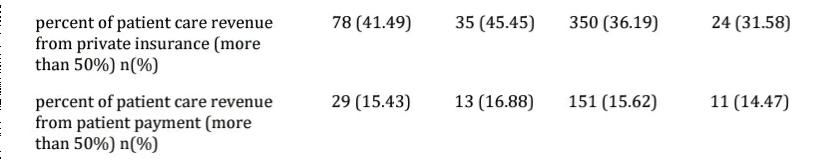 percent of patient care revenue 78 (41.49) 35 (45.45) 350 (36.19) 24 (31.58)
from private insurance (more
than 50%) n(%)
percent of patient care revenue 29 (15.43) 13 (16.88) 151 (15.62) 11 (14.47)
from patient payment (more
than 50%) n(%)